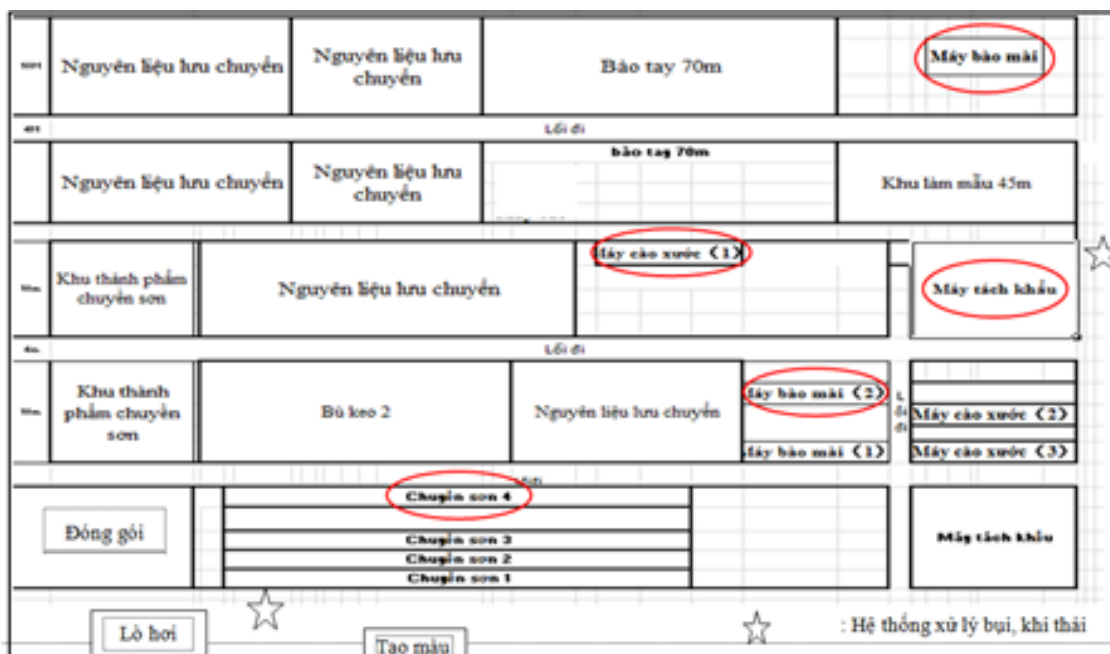 Nguyên liệu lưu chuyển
Nguyên liệu lưu
chuyển
Bào tay 70m
Máy bào mài
Lối đi
bào tay 70m
Nguyên liệu lưu chuyển
Nguyên liệu lưu
chuyển
Khu làm mẫu 45m
Khu thành phẩm
chuyền sơn
Nguyên liệu lưu chuyển
Máy cào xước (1)
Máy tách khẩu
Lối đi
Khu thành
phẩm chuyền
sơn
Bù keo 2
Nguyên liệu lưu chuyển
Máy bào mài (2)
Máy bào mài (1)
Lối đi
Máy cào xước (2)
Máy cào xước (3)
Chuyền sơn 4
Đóng gói
Chuyền sơn 3
Chuyền sơn 2
Chuyền sơn 1
Máy tách khẩu
Lò hơi
Tạo màu
: Hệ thống xử lý bụi, khí thải